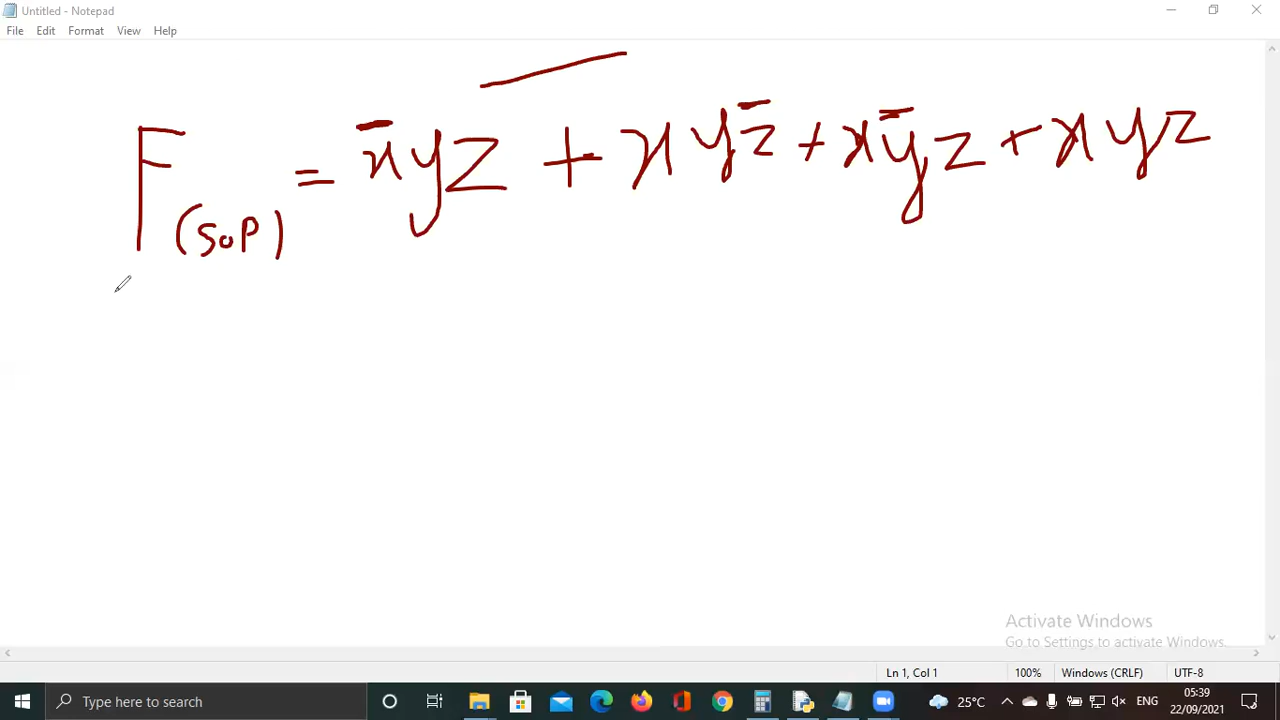 Untitled - Notepad
File Edit Format View Help
F(SOP) = x̄yz + xyz̄ + xȳz + xyz
Activate Windows
Go to Settings to activate Windows.
Ln 1, Col 1 100% Windows (CRLF) UTF-8
Type here to search 25°C ENG 05:39
22/09/2021